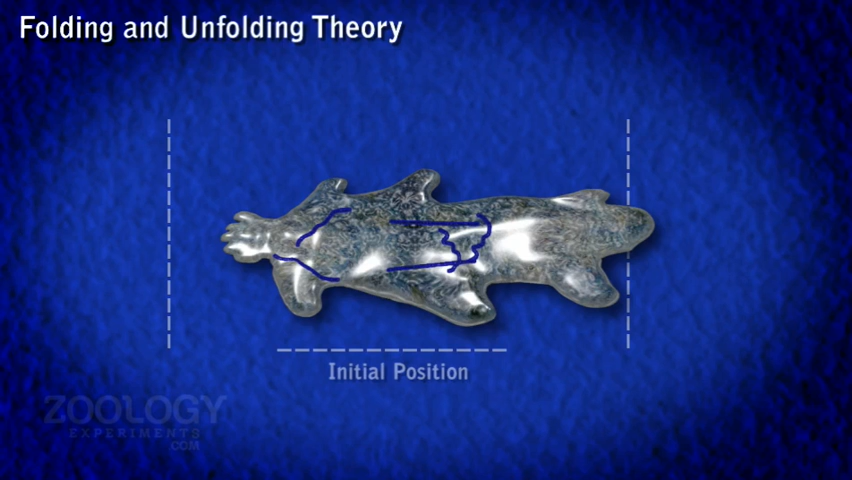 Folding and Unfolding Theory
Initial Position
ZOOLOGY
EXPERIMENTS
.COM